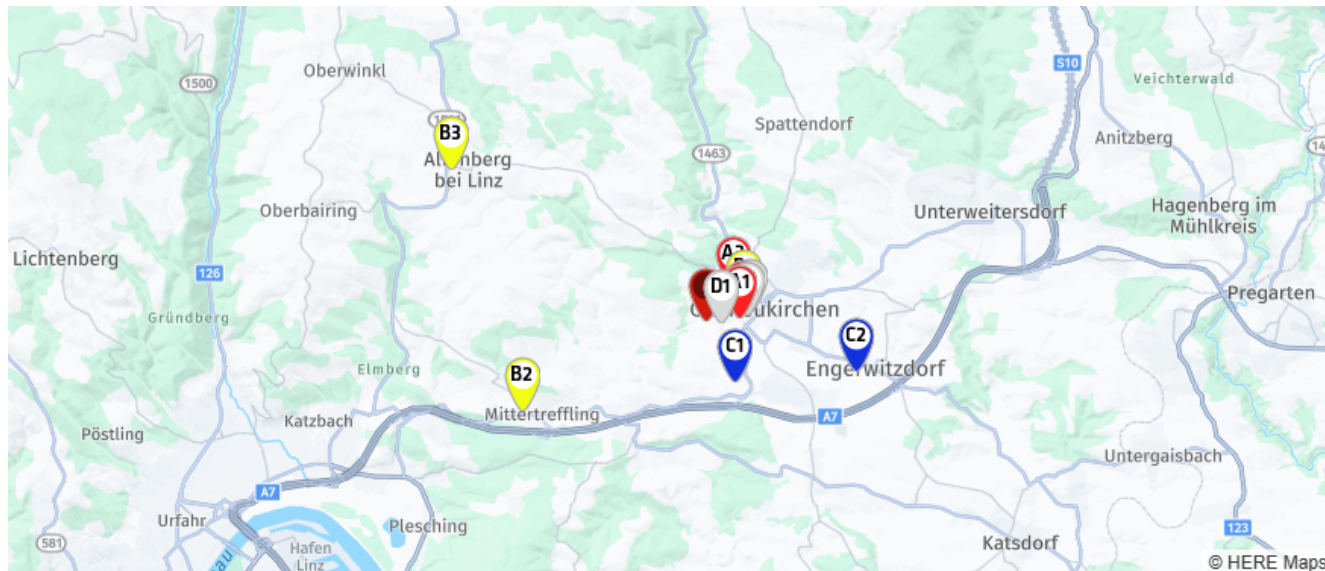 Oberwinkl
1500
S10
Veichterwald
B3
Spattendorf
Anitzberg
1463
bei Linz
Oberbairing
Unterweitersdorf
Hagenberg im
Mühlkreis
Lichtenberg
126
D1
A1
Pregarten
Gründberg
C1
C2
Engerwitzdorf
Elmberg
B2
Mittertreffling
Katzbach
A7
Pöstling
Untergaisbach
A7
Urfahr
Plesching
123
581
Hafen
Linz
Katsdorf
© HERE Maps